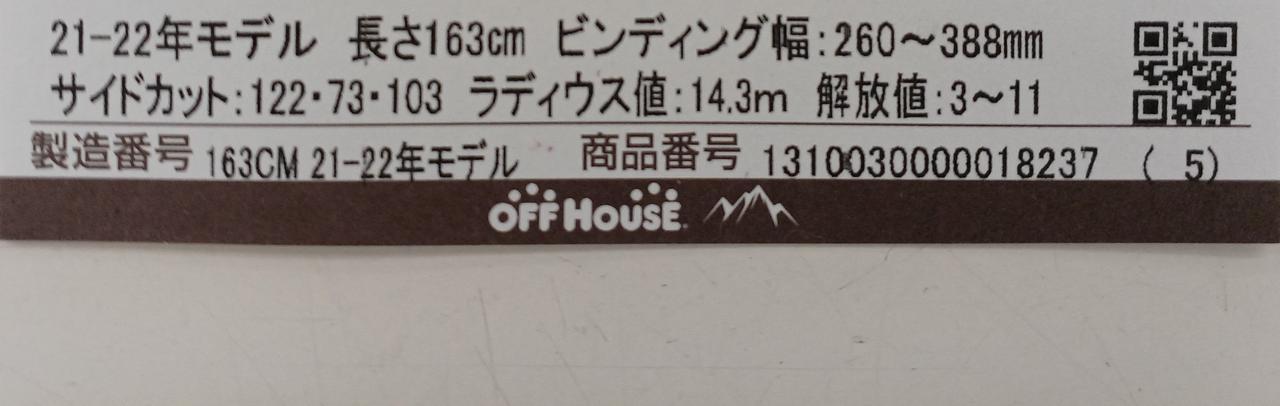 21-22年モデル 長さ163cm ビンディング幅:260～388mm
サイドカット:122・73・103 ラディウス値:14.3m 解放値:3～11
製造番号 163CM 21-22年モデル 商品番号 1310030000018237 ( 5)
OFF HOUSE